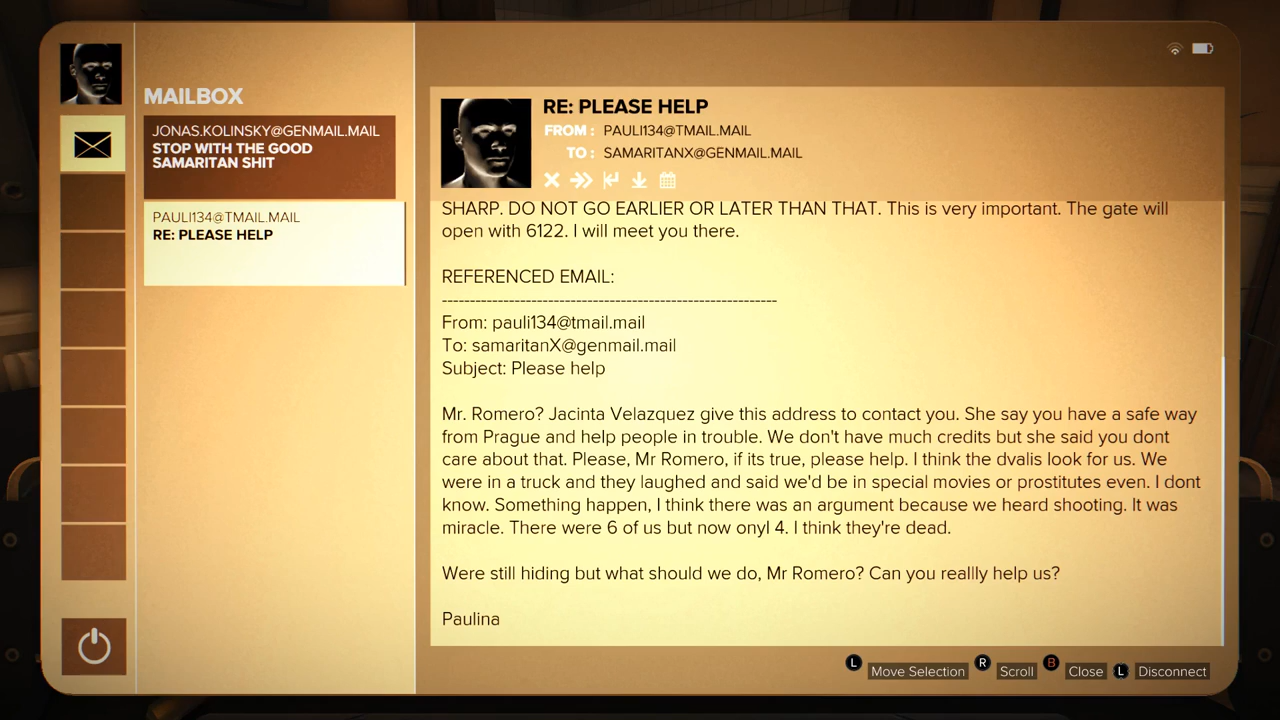 MAILBOX
JONAS.KOLINSKY@GENMAIL.MAIL
STOP WITH THE GOOD
SAMARITAN SHIT
PAULI134@TMAIL.MAIL
RE: PLEASE HELP
RE: PLEASE HELP
FROM : PAULI134@TMAIL.MAIL
TO : SAMARITANX@GENMAIL.MAIL
SHARP. DO NOT GO EARLIER OR LATER THAN THAT. This is very important. The gate will
open with 6122. I will meet you there.
REFERENCED EMAIL:
------------------------------------------------------------
From: pauli134@tmail.mail
To: samaritanX@genmail.mail
Subject: Please help
Mr. Romero? Jacinta Velazquez give this address to contact you. She say you have a safe way
from Prague and help people in trouble. We don't have much credits but she said you dont
care about that. Please, Mr Romero, if its true, please help. I think the dvalis look for us. We
were in a truck and they laughed and said we'd be in special movies or prostitutes even. I dont
know. Something happen, I think there was an argument because we heard shooting. It was
miracle. There were 6 of us but now onyl 4. I think they're dead.
Were still hiding but what should we do, Mr Romero? Can you reallly help us?
Paulina
L Move Selection R Scroll B Close L Disconnect